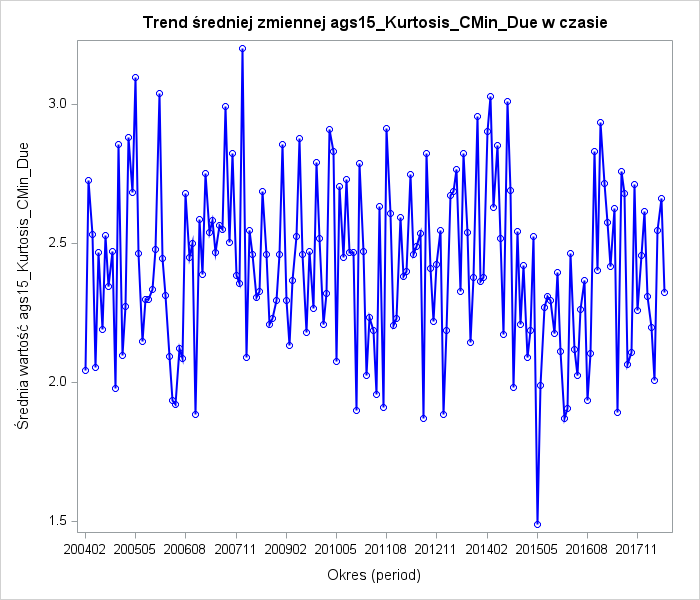 Trend średniej zmiennej ags15_Kurtosis_CMin_Due w czasie
Średnia wartość ags15_Kurtosis_CMin_Due
3.0
2.5
2.0
1.5
200402 200505 200608 200711 200902 201005 201108 201211 201402 201505 201608 201711
Okres (period)